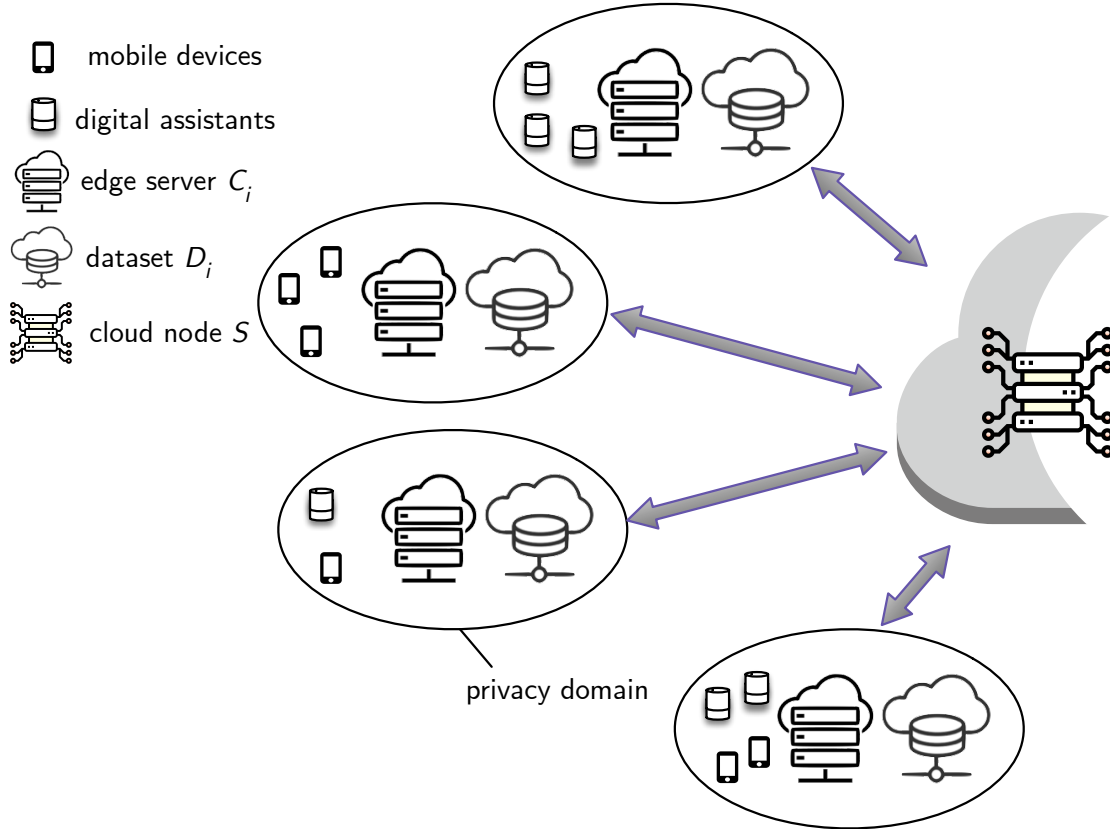 mobile devices
digital assistants
edge server C_i
dataset D_i
cloud node S
privacy domain